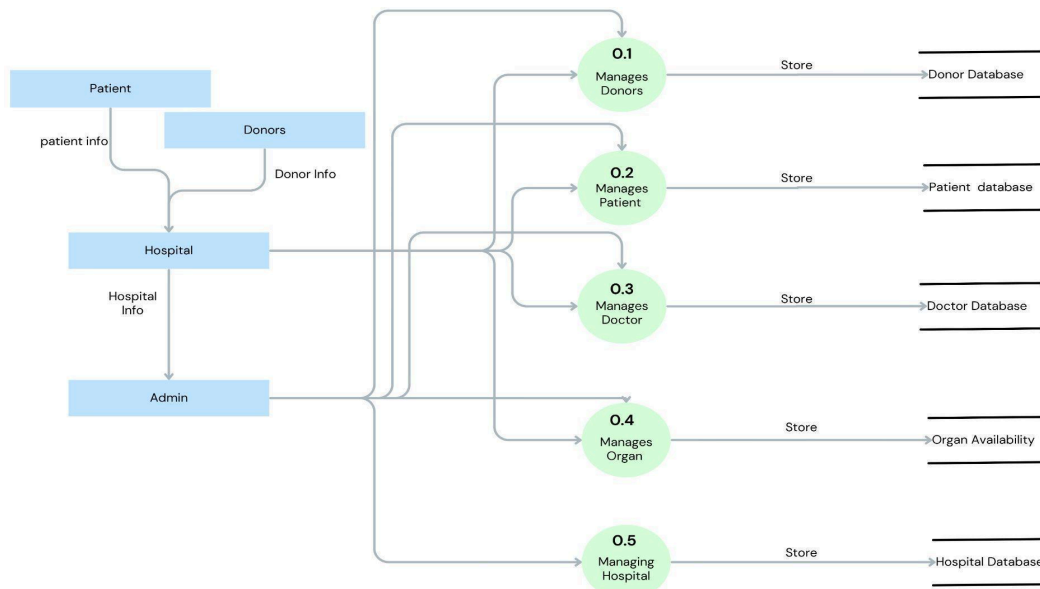 Patient
patient info
Donors
Donor Info
Hospital
Hospital
Info
Admin
0.1
Manages
Donors
Store
Donor Database
0.2
Manages
Patient
Store
Patient database
0.3
Manages
Doctor
Store
Doctor Database
0.4
Manages
Organ
Store
Organ Availability
0.5
Managing
Hospital
Store
Hospital Database